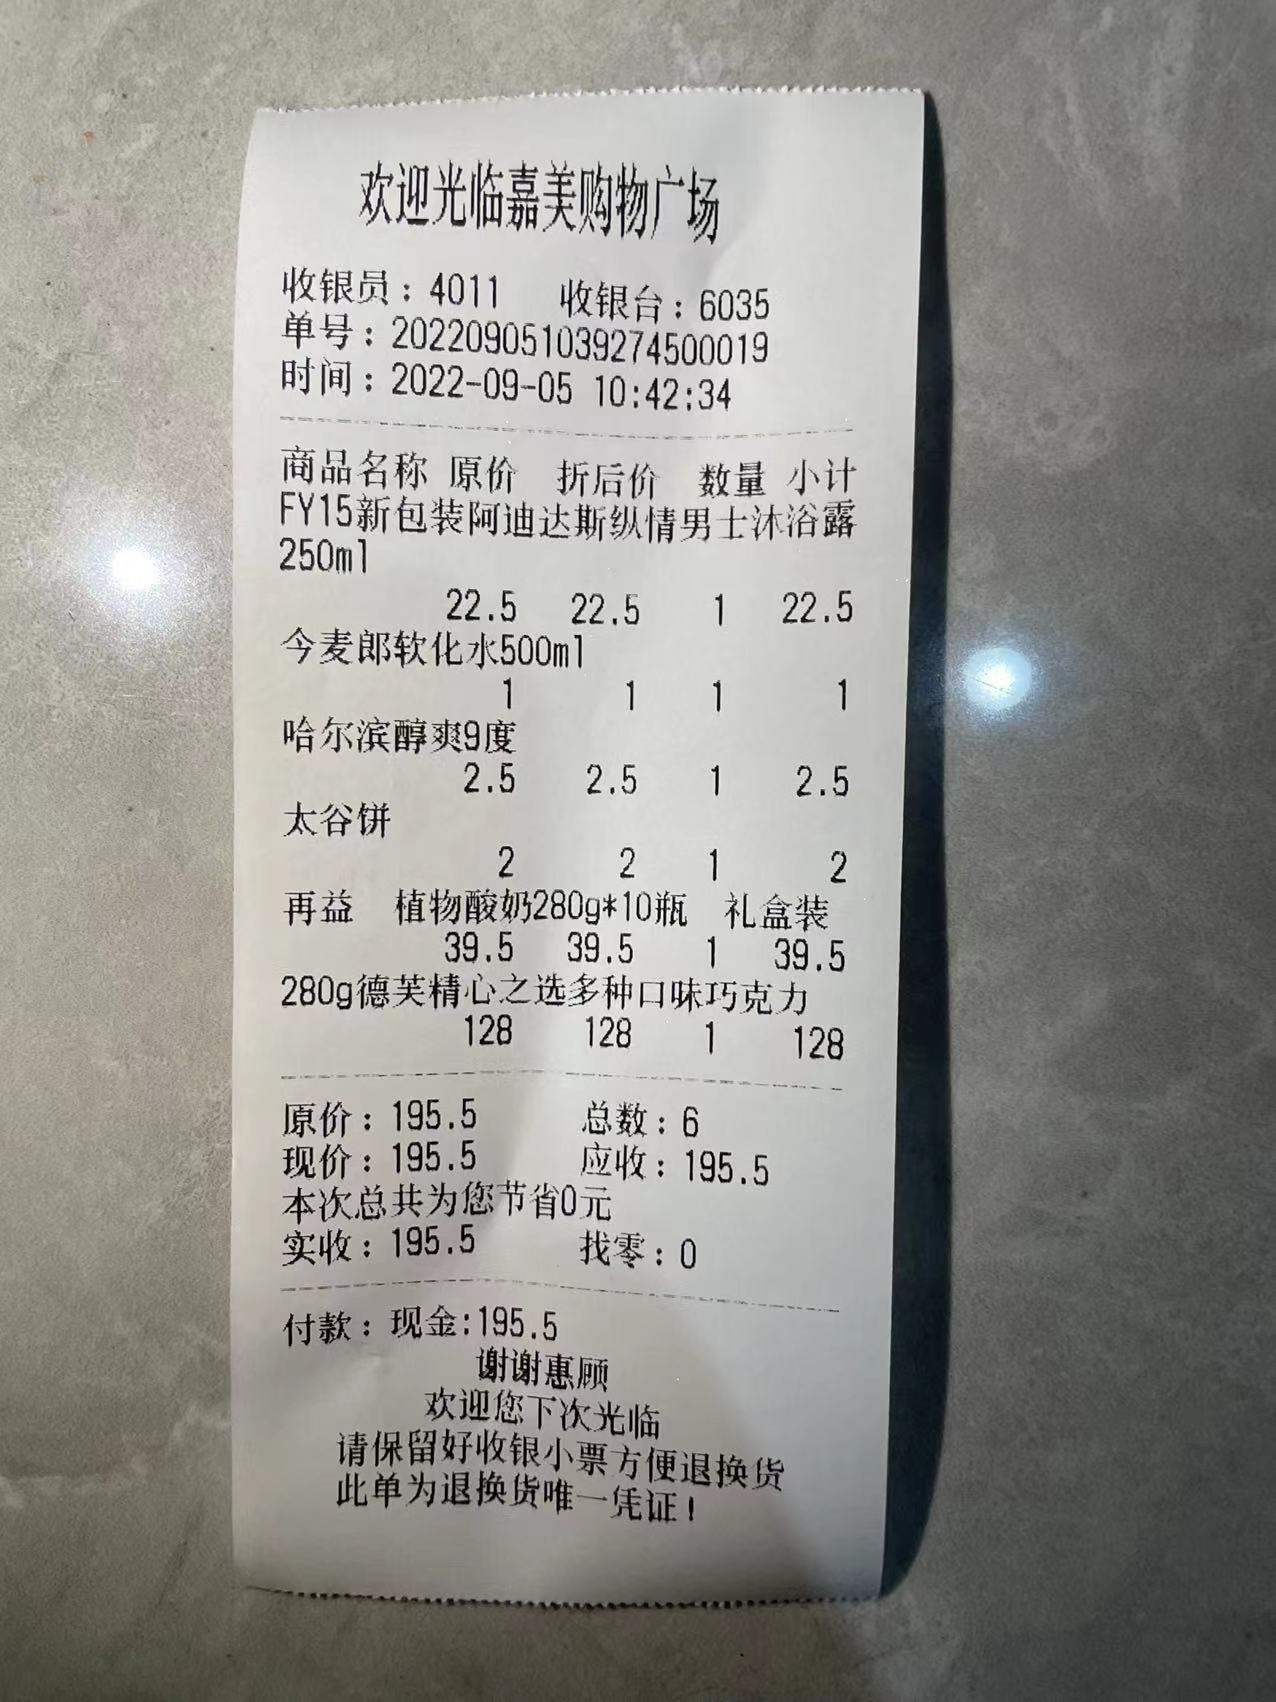 欢迎光临嘉美购物广场
收银员：4011 收银台：6035
单号：2022090510392745​00019
时间：2022-09-05 10:42:34
商品名称 原价 折后价 数量 小计
FY15新包装阿迪达斯纵情男士沐浴露
250ml
22.5 22.5 1 22.5
今麦郎软化水500ml
1 1 1 1
哈尔滨醇爽9度
2.5 2.5 1 2.5
太谷饼
2 2 1 2
再益 植物酸奶280g*10瓶 礼盒装
39.5 39.5 1 39.5
280g德芙精心之选多种口味巧克力
128 128 1 128
原价：195.5 总数：6
现价：195.5 应收：195.5
本次总共为您节省0元
实收：195.5 找零：0
付款：现金:195.5
谢谢惠顾
欢迎您下次光临
请保留好收银小票方便退换货
此单为退换货唯一凭证！